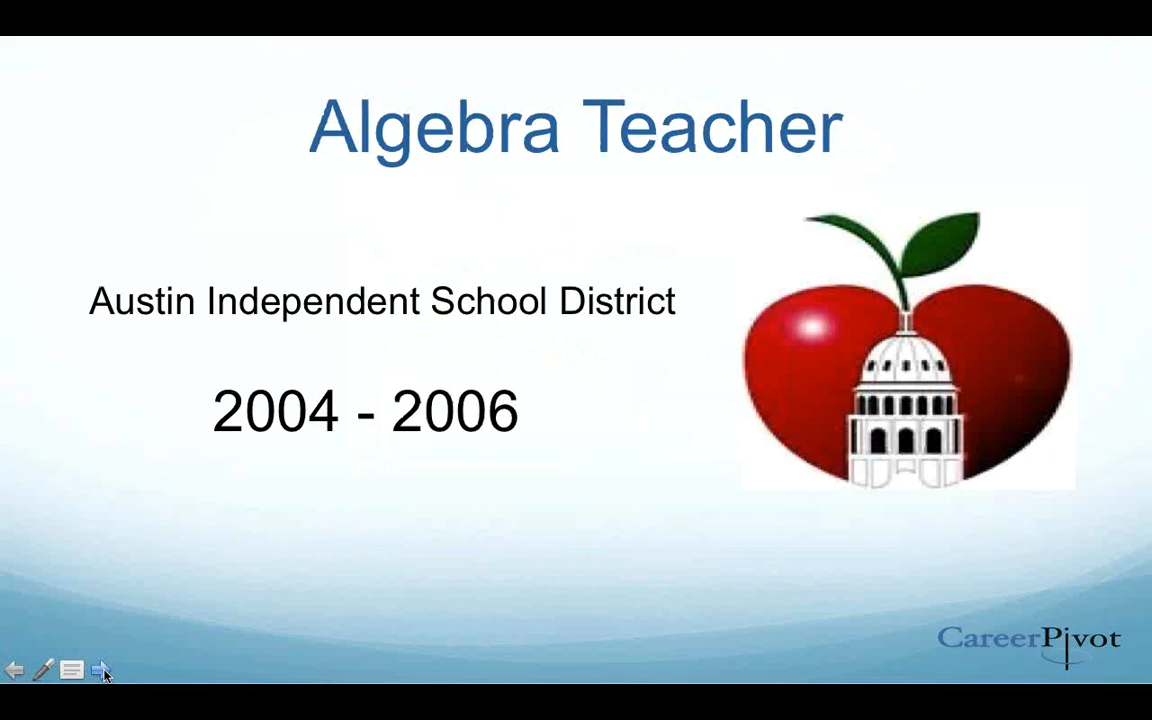 Algebra Teacher
Austin Independent School District
2004 - 2006
CareerPivot